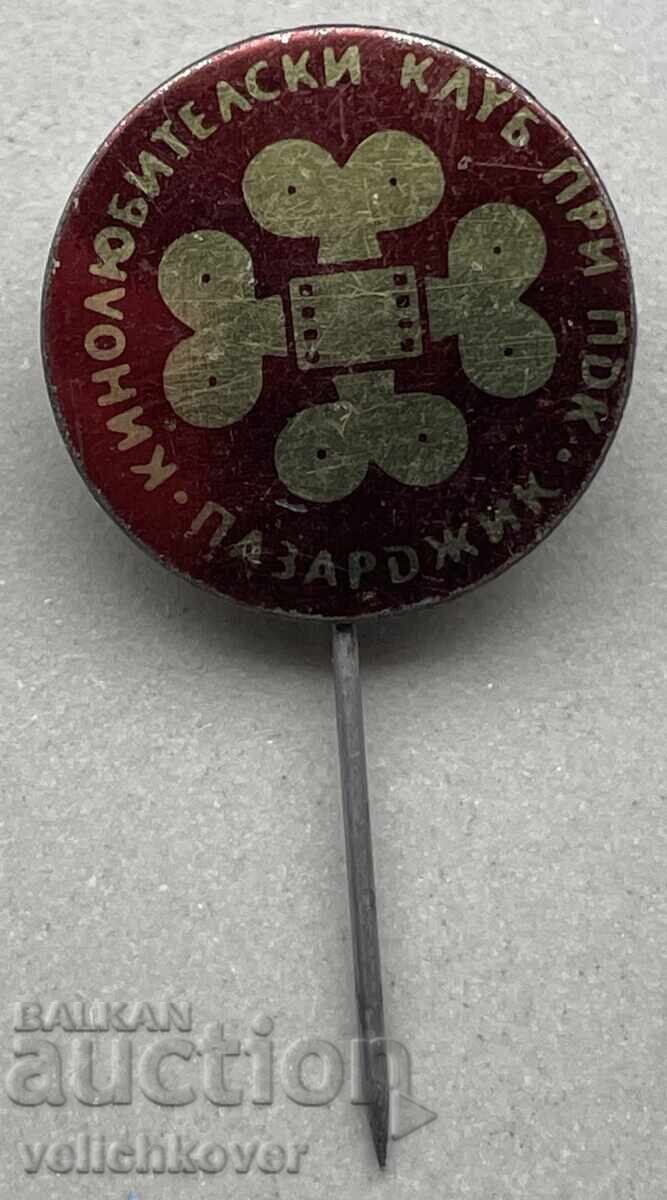 КИНОЛЮБИТЕЛСКИ КЛУБ ПРИ ПДК
· ПАЗАРДЖИК ·
BALKAN
auction
velichkover